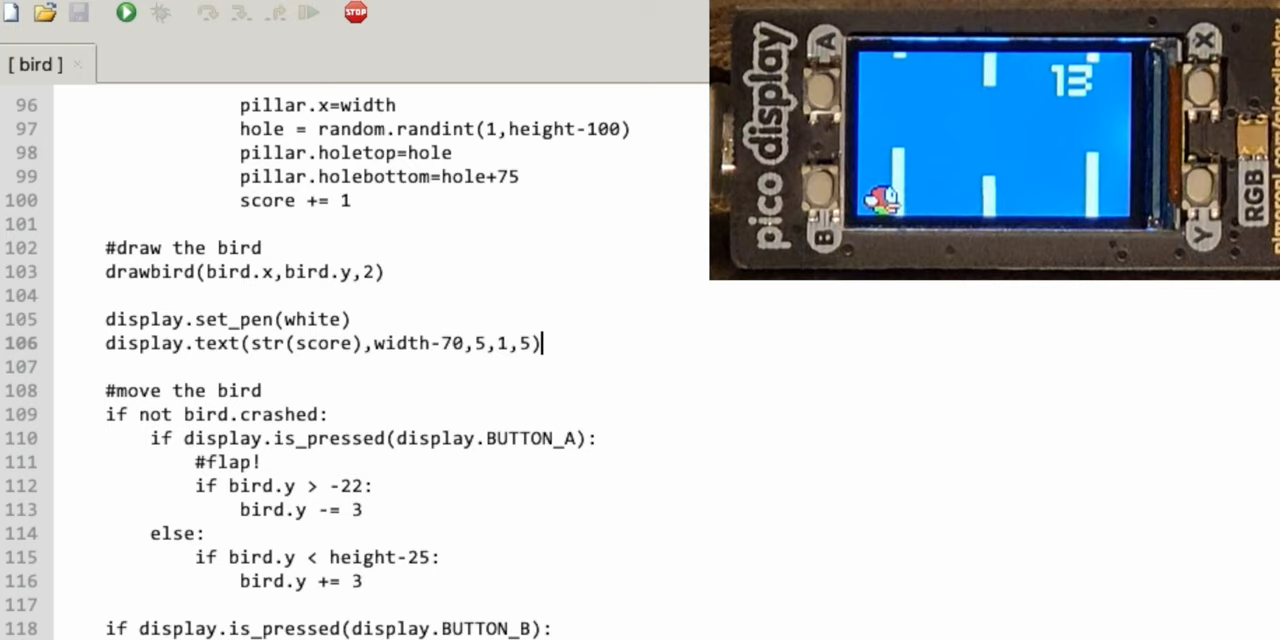 STOP
[ bird ] ×
96 pillar.x=width
97 hole = random.randint(1,height-100)
98 pillar.holetop=hole
99 pillar.holebottom=hole+75
100 score += 1
101
102 #draw the bird
103 drawbird(bird.x,bird.y,2)
104
105 display.set_pen(white)
106 display.text(str(score),width-70,5,1,5)
107
108 #move the bird
109 if not bird.crashed:
110 if display.is_pressed(display.BUTTON_A):
111 #flap!
112 if bird.y > -22:
113 bird.y -= 3
114 else:
115 if bird.y < height-25:
116 bird.y += 3
117
118 if display.is_pressed(display.BUTTON_B):
pico display
A
B
13
X
Y
RGB